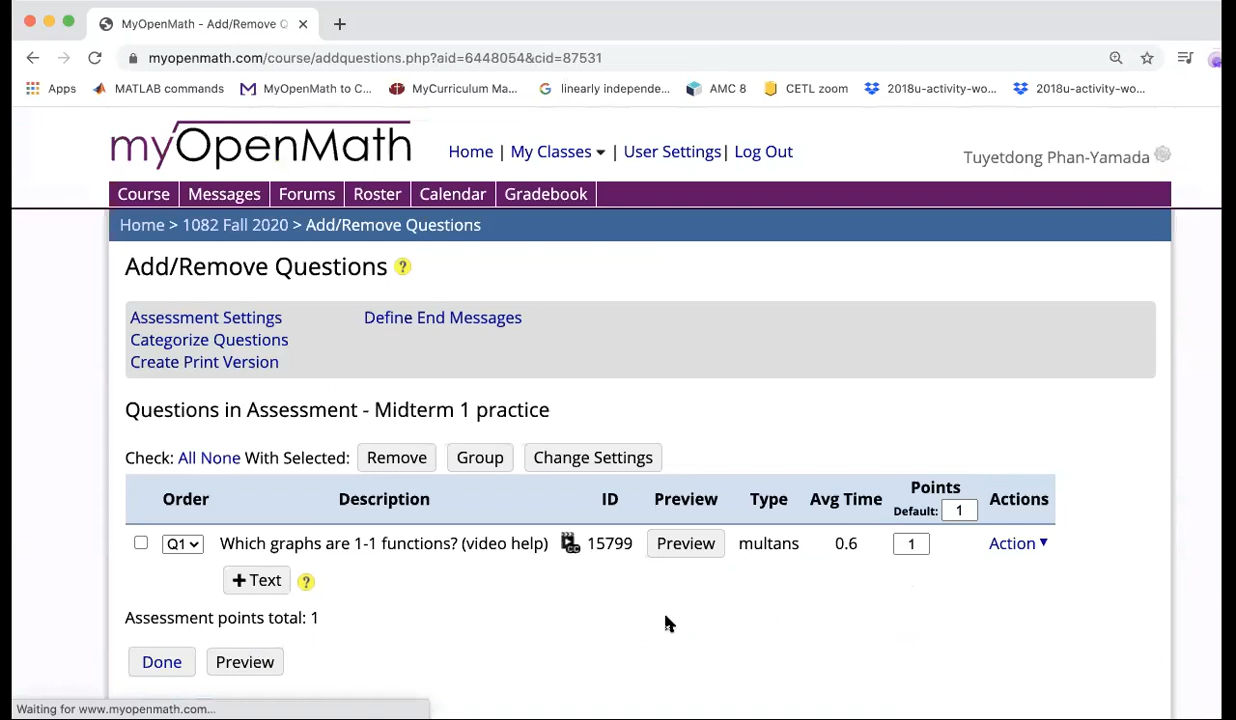 MyOpenMath - Add/Remove Q
myopenmath.com/course/addquestions.php?aid=6448054&cid=87531
Apps MATLAB commands MyOpenMath to C... MyCurriculum Ma... linearly independe... AMC 8 CETL zoom 2018u-activity-wo... 2018u-activity-wo...
myOpenMath Home | My Classes | User Settings | Log Out Tuyetdong Phan-Yamada
Course Messages Forums Roster Calendar Gradebook
Home > 1082 Fall 2020 > Add/Remove Questions
Add/Remove Questions ?
Assessment Settings Define End Messages
Categorize Questions
Create Print Version
Questions in Assessment - Midterm 1 practice
Check: All None With Selected: Remove Group Change Settings
Order Description ID Preview Type Avg Time Points Default: 1 Actions
Q1 Which graphs are 1-1 functions? (video help) CC 15799 Preview multans 0.6 1 Action
+ Text ?
Assessment points total: 1
Done Preview
Waiting for www.myopenmath.com...